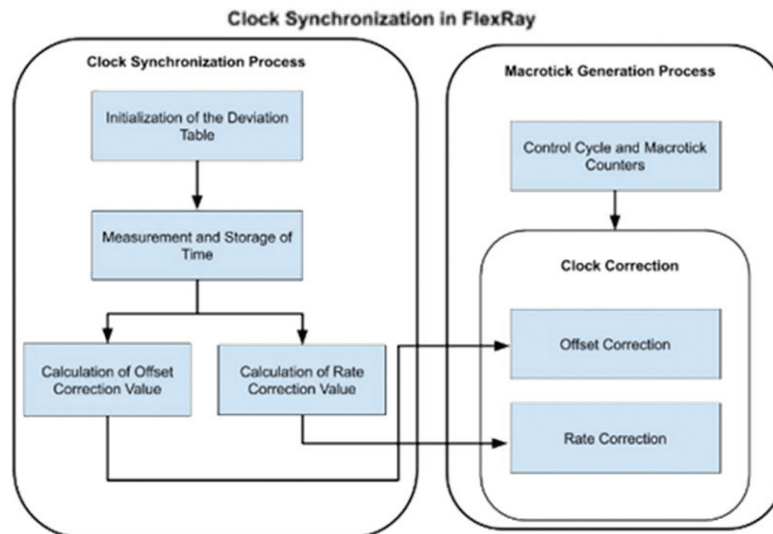 Clock Synchronization in FlexRay
Clock Synchronization Process
Initialization of the Deviation
Table
Measurement and Storage of
Time
Calculation of Offset
Correction Value
Calculation of Rate
Correction Value
Macrotick Generation Process
Control Cycle and Macrotick
Counters
Clock Correction
Offset Correction
Rate Correction